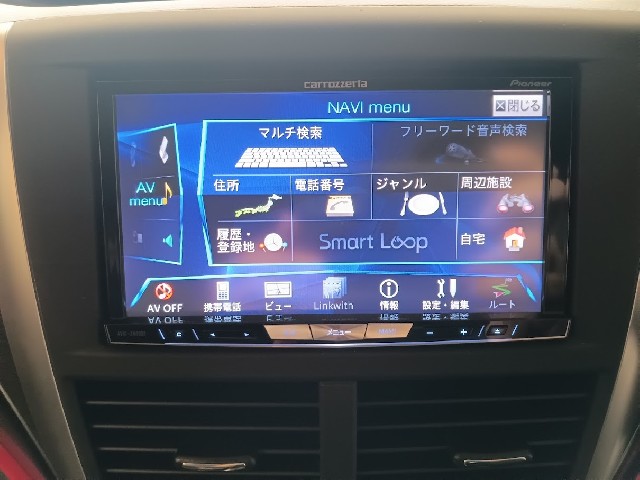 carrozzeria
Pioneer
NAVI menu
閉じる
マルチ検索
フリーワード音声検索
AV
menu
住所
電話番号
ジャンル
周辺施設
履歴・
登録地
Smart Loop
自宅
AV OFF
携帯電話
ビュー
Linkwith
情報
設定・編集
ルート
メニュー